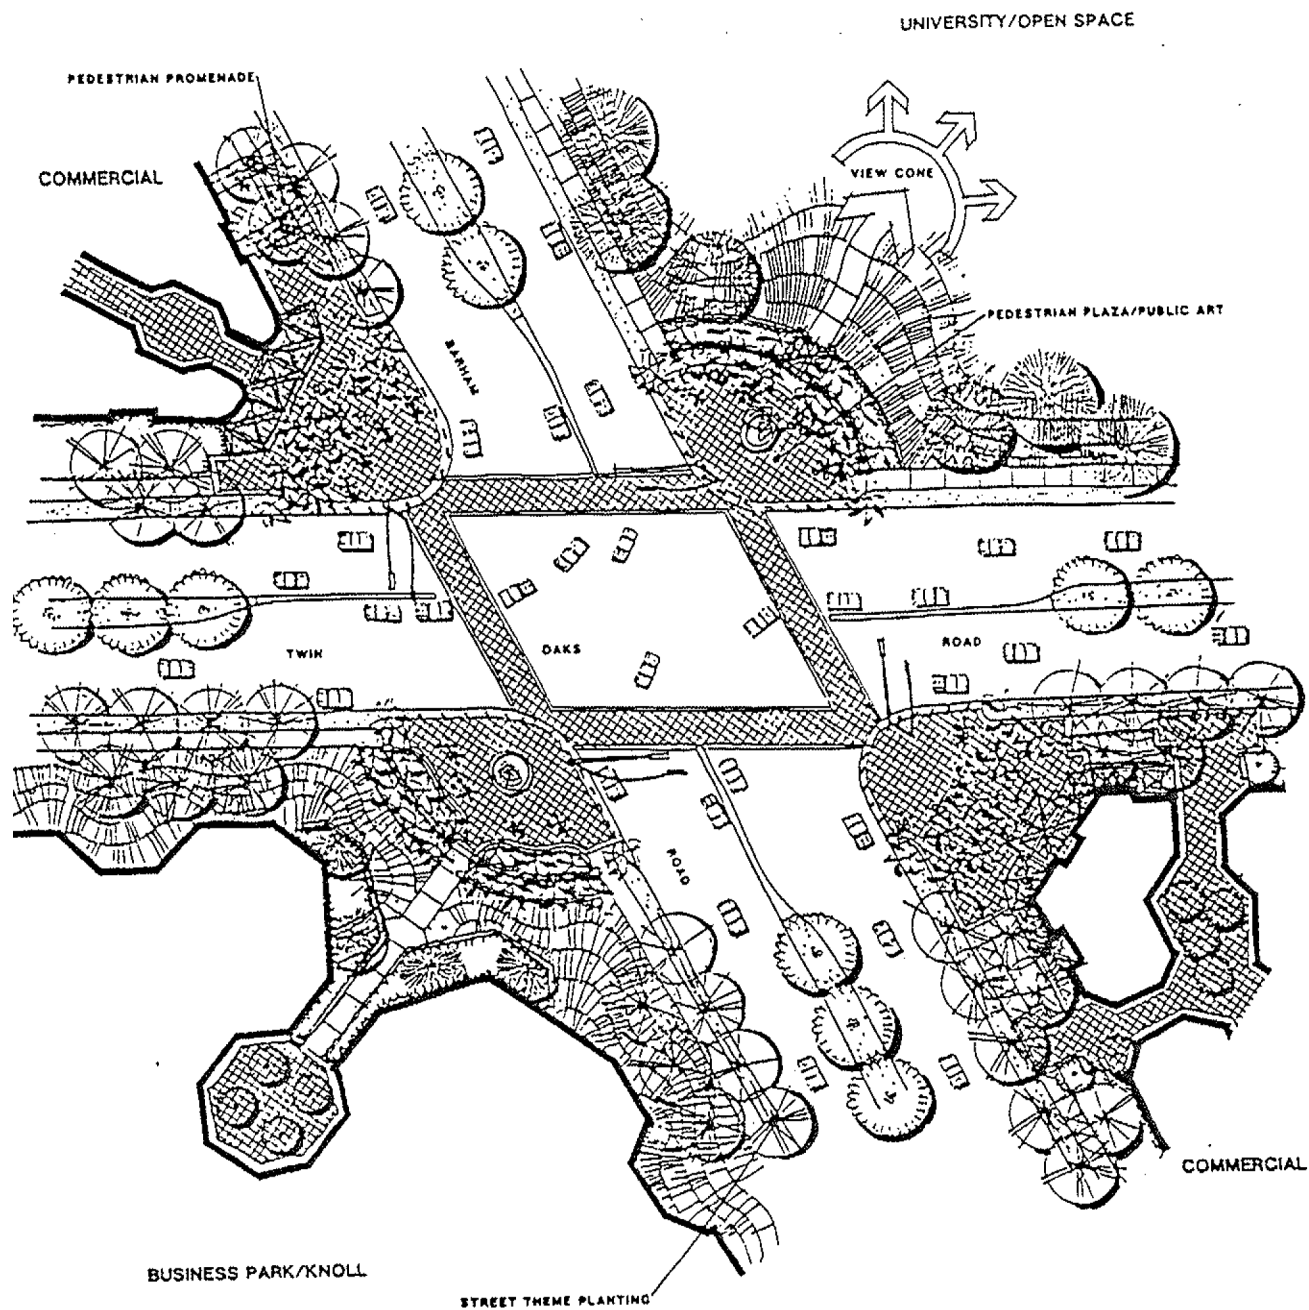 UNIVERSITY/OPEN SPACE
PEDESTRIAN PROMENADE
COMMERCIAL
VIEW CONE
PEDESTRIAN PLAZA/PUBLIC ART
BARHAM
TWIN
OAKS
ROAD
ROAD
COMMERCIAL
BUSINESS PARK/KNOLL
STREET THEME PLANTING